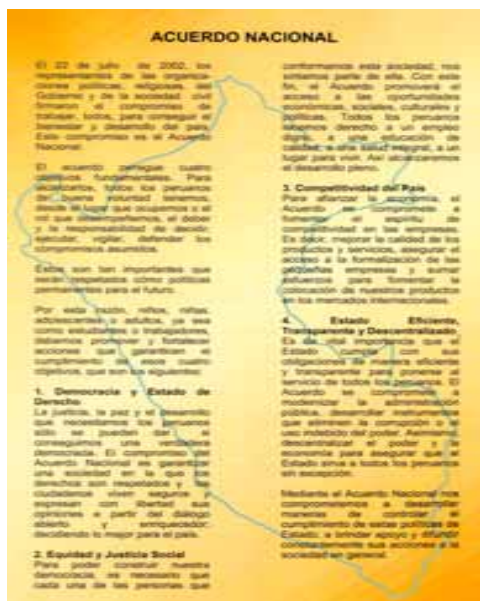 ACUERDO NACIONAL
El 22 de julio de 2002, los
representantes de las organiza-
ciones políticas, religiosas, del
Gobierno y de la sociedad civil
firmaron el compromiso de
trabajar, todos, para conseguir el
bienestar y desarrollo del país.
Este compromiso es el Acuerdo
Nacional.
El acuerdo persigue cuatro
objetivos fundamentales. Para
alcanzarlos, todos los peruanos
de buena voluntad tenemos,
desde el lugar que ocupemos o el
rol que desempeñemos, el deber
y la responsabilidad de decidir,
ejecutar, vigilar, defender los
compromisos asumidos.
Estos son tan importantes que
serán respetados como políticas
permanentes para el futuro.
Por esta razón, niños, niñas,
adolescentes o adultos, ya sea
como estudiantes o trabajadores,
debemos promover y fortalecer
acciones que garanticen el
cumplimiento de esos cuatro
objetivos, que son los siguientes:
1. Democracia y Estado de
Derecho
La justicia, la paz y el desarrollo
que necesitamos los peruanos
sólo se pueden dar si
conseguimos una verdadera
democracia. El compromiso del
Acuerdo Nacional es garantizar
una sociedad en la que los
derechos son respetados y los
ciudadanos viven seguros y
expresan con libertad sus
opiniones a partir del diálogo
abierto y enriquecedor;
decidiendo lo mejor para el país.
2. Equidad y Justicia Social
Para poder construir nuestra
democracia, es necesario que
cada una de las personas que
conformamos esta sociedad, nos
sintamos parte de ella. Con este
fin, el Acuerdo promoverá el
acceso a las oportunidades
económicas, sociales, culturales y
políticas. Todos los peruanos
tenemos derecho a un empleo
digno, a una educación de
calidad, a una salud integral, a un
lugar para vivir. Así alcanzaremos
el desarrollo pleno.
3. Competitividad del País
Para afianzar la economía, el
Acuerdo se compromete a
fomentar el espíritu de
competitividad en las empresas.
Es decir, mejorar la calidad de los
productos y servicios, asegurar el
acceso a la formalización de las
pequeñas empresas y sumar
esfuerzos para fomentar la
colocación de nuestros productos
en los mercados internacionales.
4. Estado Eficiente,
Transparente y Descentralizado
Es de vital importancia que el
Estado cumpla con sus
obligaciones de manera eficiente
y transparente para ponerse al
servicio de todos los peruanos. El
Acuerdo se compromete a
modernizar la administración
pública, desarrollar instrumentos
que eliminen la corrupción o el
uso indebido del poder. Asimismo,
descentralizar el poder y la
economía para asegurar que el
Estado sirva a todos los peruanos
sin excepción.
Mediante el Acuerdo Nacional nos
comprometemos a desarrollar
maneras de controlar el
cumplimiento de estas políticas de
Estado, a brindar apoyo y difundir
constantemente sus acciones a la
sociedad en general.